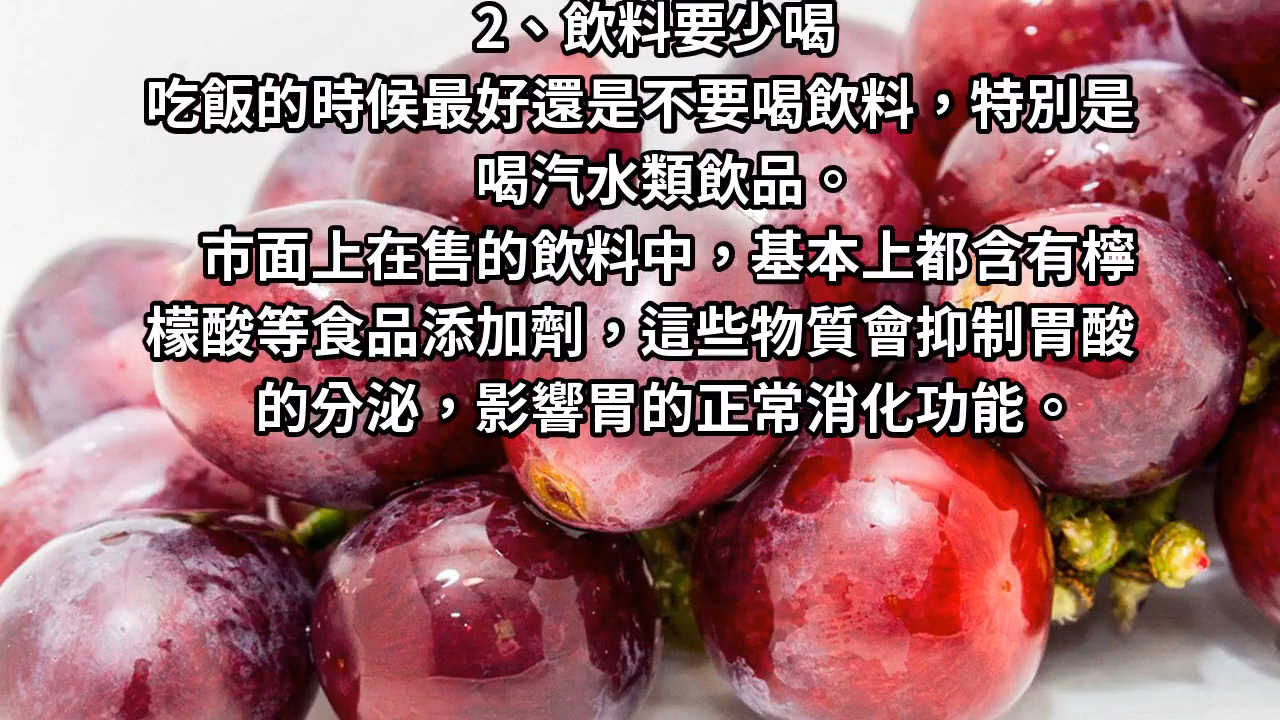 2、飲料要少喝
吃飯的時候最好還是不要喝飲料，特別是
喝汽水類飲品。
市面上在售的飲料中，基本上都含有檸
檬酸等食品添加劑，這些物質會抑制胃酸
的分泌，影響胃的正常消化功能。